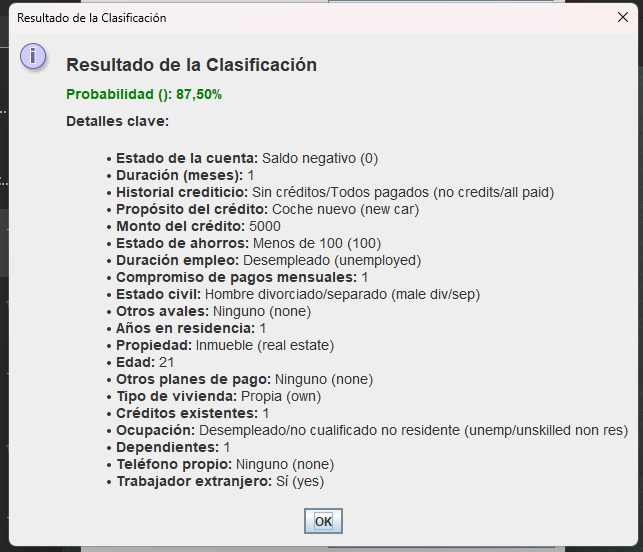 Resultado de la Clasificación
Resultado de la Clasificación
Probabilidad (): 87,50%
Detalles clave:
• Estado de la cuenta: Saldo negativo (0)
• Duración (meses): 1
• Historial crediticio: Sin créditos/Todos pagados (no credits/all paid)
• Propósito del crédito: Coche nuevo (new car)
• Monto del crédito: 5000
• Estado de ahorros: Menos de 100 (100)
• Duración empleo: Desempleado (unemployed)
• Compromiso de pagos mensuales: 1
• Estado civil: Hombre divorciado/separado (male div/sep)
• Otros avales: Ninguno (none)
• Años en residencia: 1
• Propiedad: Inmueble (real estate)
• Edad: 21
• Otros planes de pago: Ninguno (none)
• Tipo de vivienda: Propia (own)
• Créditos existentes: 1
• Ocupación: Desempleado/no cualificado no residente (unemp/unskilled non res)
• Dependientes: 1
• Teléfono propio: Ninguno (none)
• Trabajador extranjero: Sí (yes)
OK